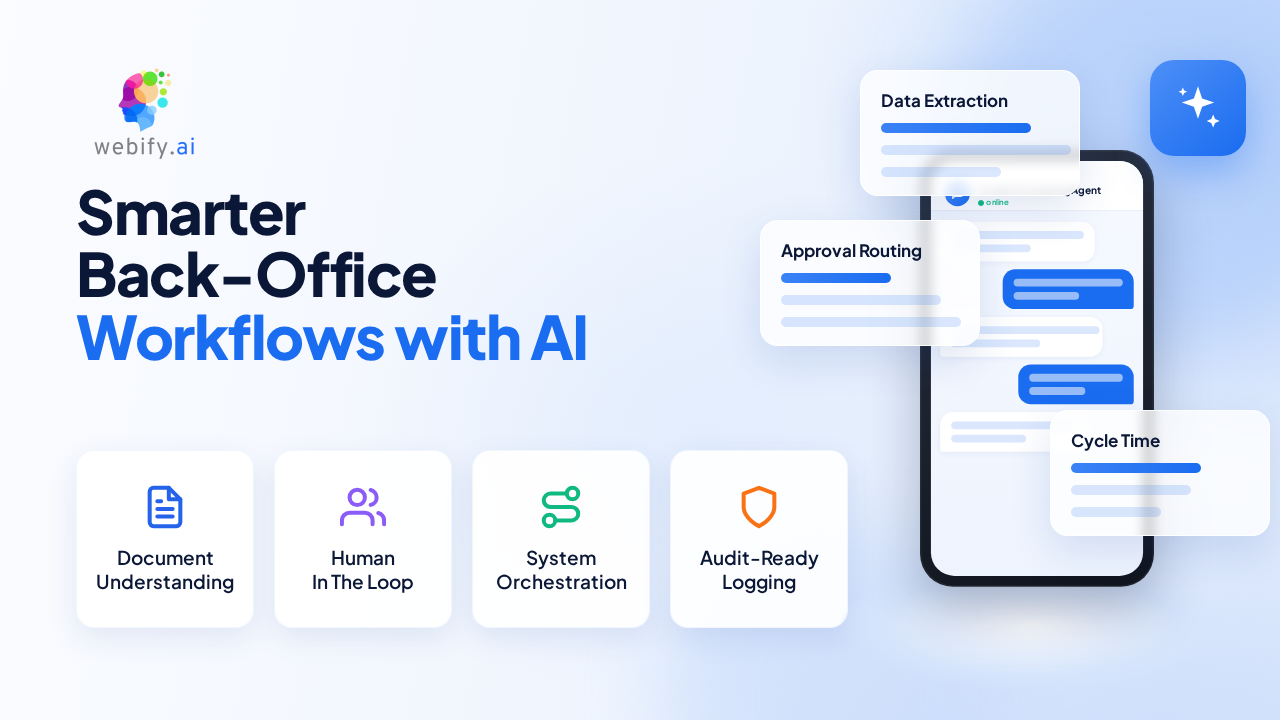 webify.ai
Smarter
Back-Office
Workflows with AI
Document
Understanding
Human
In The Loop
System
Orchestration
Audit-Ready
Logging
Data Extraction
Agent
online
Approval Routing
Cycle Time